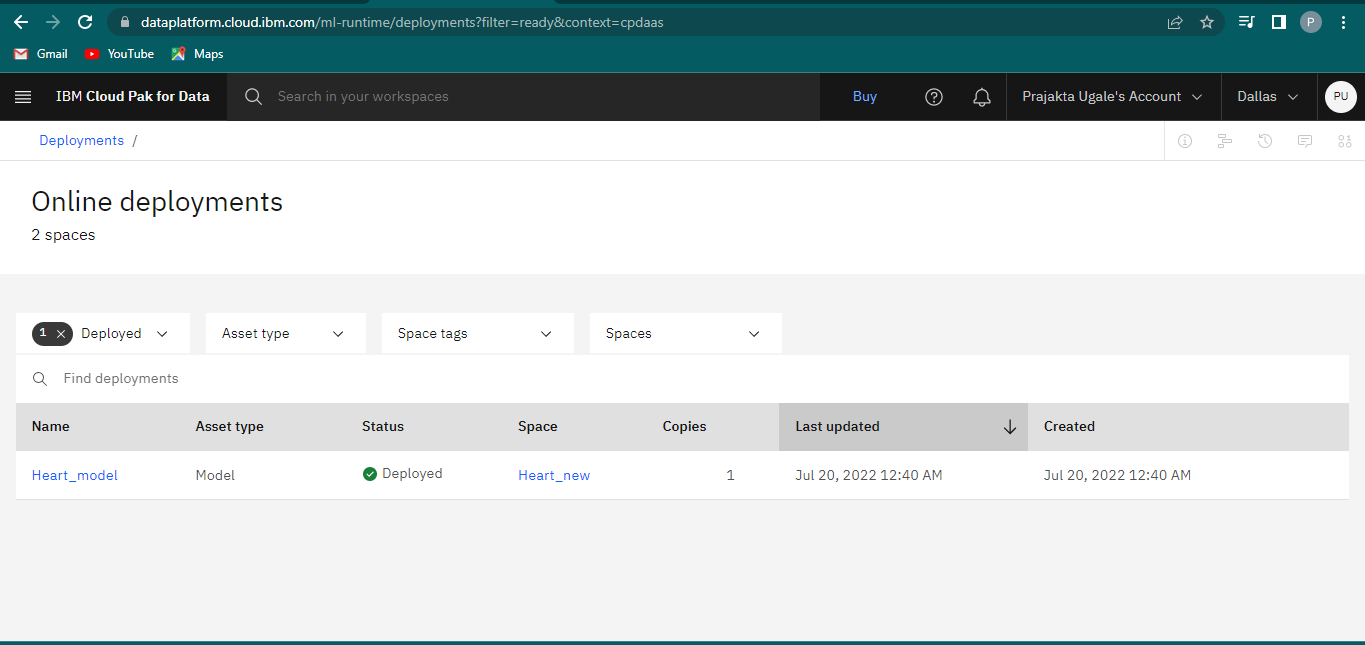 dataplatform.cloud.ibm.com/ml-runtime/deployments?filter=ready&context=cpdaas P
Gmail YouTube Maps
IBM Cloud Pak for Data Search in your workspaces Buy Prajakta Ugale's Account Dallas PU
Deployments /
Online deployments
2 spaces
1 Deployed Asset type Space tags Spaces
Find deployments
Name Asset type Status Space Copies Last updated Created
Heart_model Model Deployed Heart_new 1 Jul 20, 2022 12:40 AM Jul 20, 2022 12:40 AM